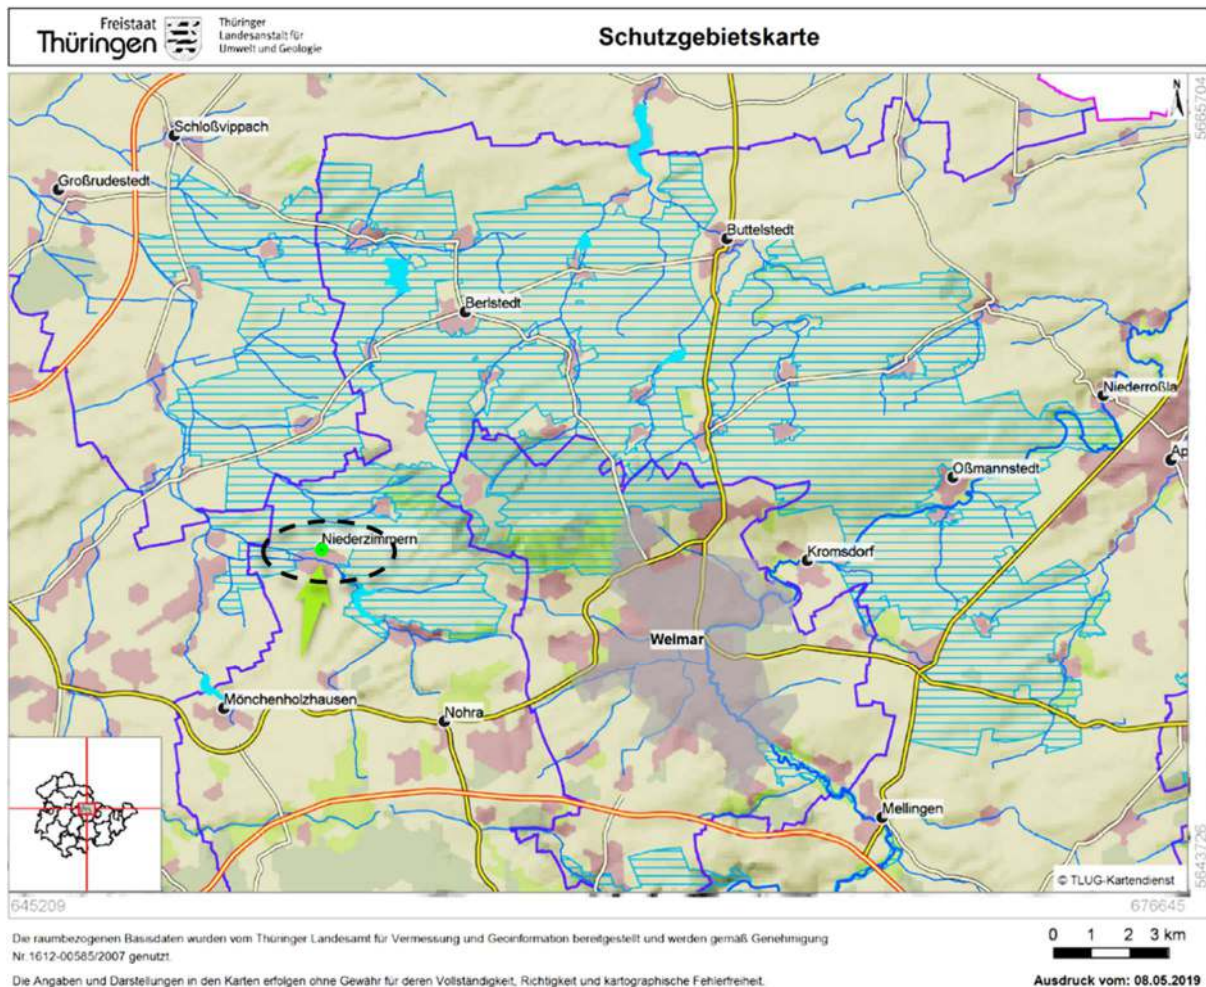 Freistaat
Thüringen
Thüringer
Landesanstalt für
Umwelt und Geologie
Schutzgebietskarte
N
5665704
Schloßvippach
Großrudestedt
Buttelstedt
Berlstedt
Niederroßla
Ap
Oßmannstedt
Niederzimmern
Kromsdorf
Weimar
Mönchenholzhausen
Nohra
Mellingen
5643726
© TLUG-Kartendienst
645209
676645
Die raumbezogenen Basisdaten wurden vom Thüringer Landesamt für Vermessung und Geoinformation bereitgestellt und werden gemäß Genehmigung
Nr.1612-00585/2007 genutzt.
0 1 2 3 km
Die Angaben und Darstellungen in den Karten erfolgen ohne Gewähr für deren Vollständigkeit, Richtigkeit und kartographische Fehlerfreiheit.
Ausdruck vom: 08.05.2019